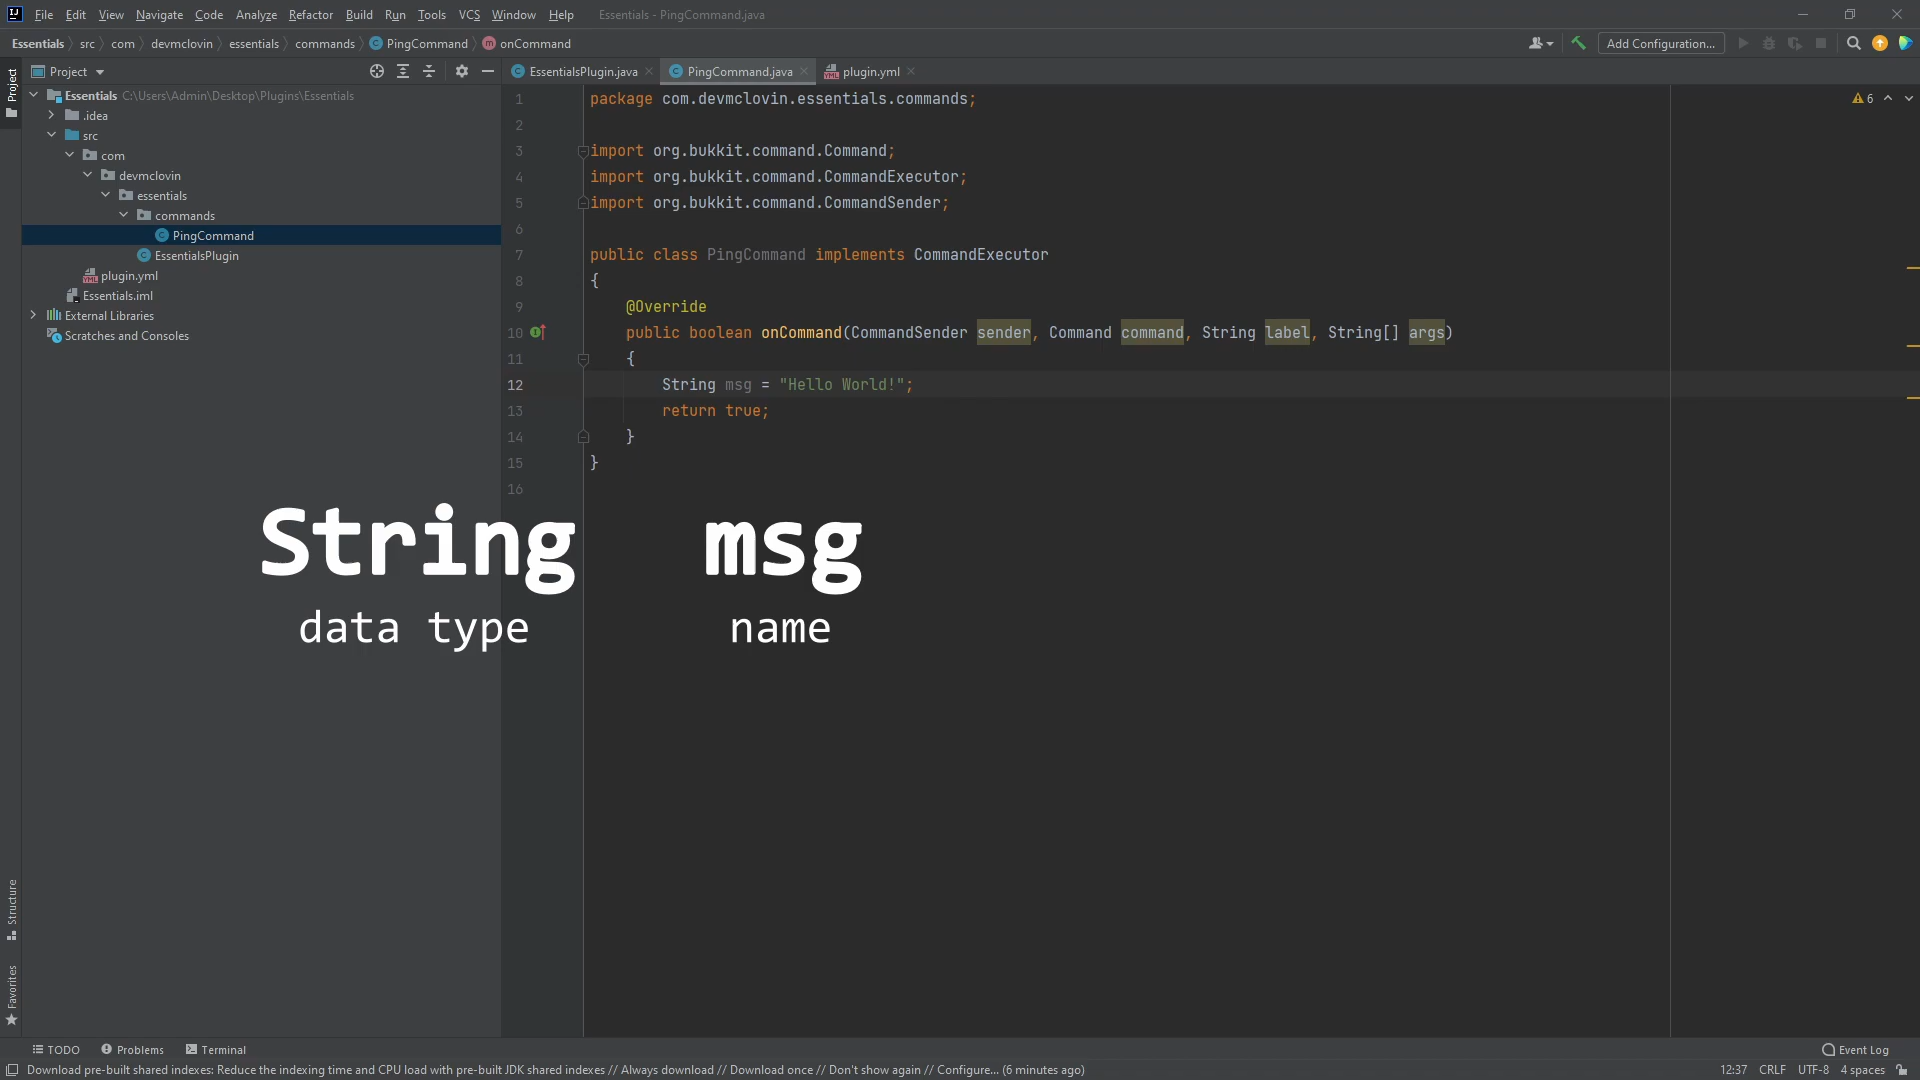 File Edit View Navigate Code Analyze Refactor Build Run Tools VCS Window Help Essentials - PingCommand.java
Essentials src com devmclovin essentials commands PingCommand onCommand Add Configuration...
Project
Project EssentialsPlugin.java PingCommand.java plugin.yml
Essentials C:\Users\Admin\Desktop\Plugins\Essentials
.idea
src
com
devmclovin
essentials
commands
PingCommand
EssentialsPlugin
plugin.yml
Essentials.iml
External Libraries
Scratches and Consoles
6
1 package com.devmclovin.essentials.commands;
2
3 import org.bukkit.command.Command;
4 import org.bukkit.command.CommandExecutor;
5 import org.bukkit.command.CommandSender;
6
7 public class PingCommand implements CommandExecutor
8 {
9 @Override
10 public boolean onCommand(CommandSender sender, Command command, String label, String[] args)
11 {
12 String msg = "Hello World!";
13 return true;
14 }
15 }
16
String msg
data type name
Structure
Favorites
TODO Problems Terminal Event Log
Download pre-built shared indexes: Reduce the indexing time and CPU load with pre-built JDK shared indexes // Always download // Download once // Don't show again // Configure... (6 minutes ago) 12:37 CRLF UTF-8 4 spaces